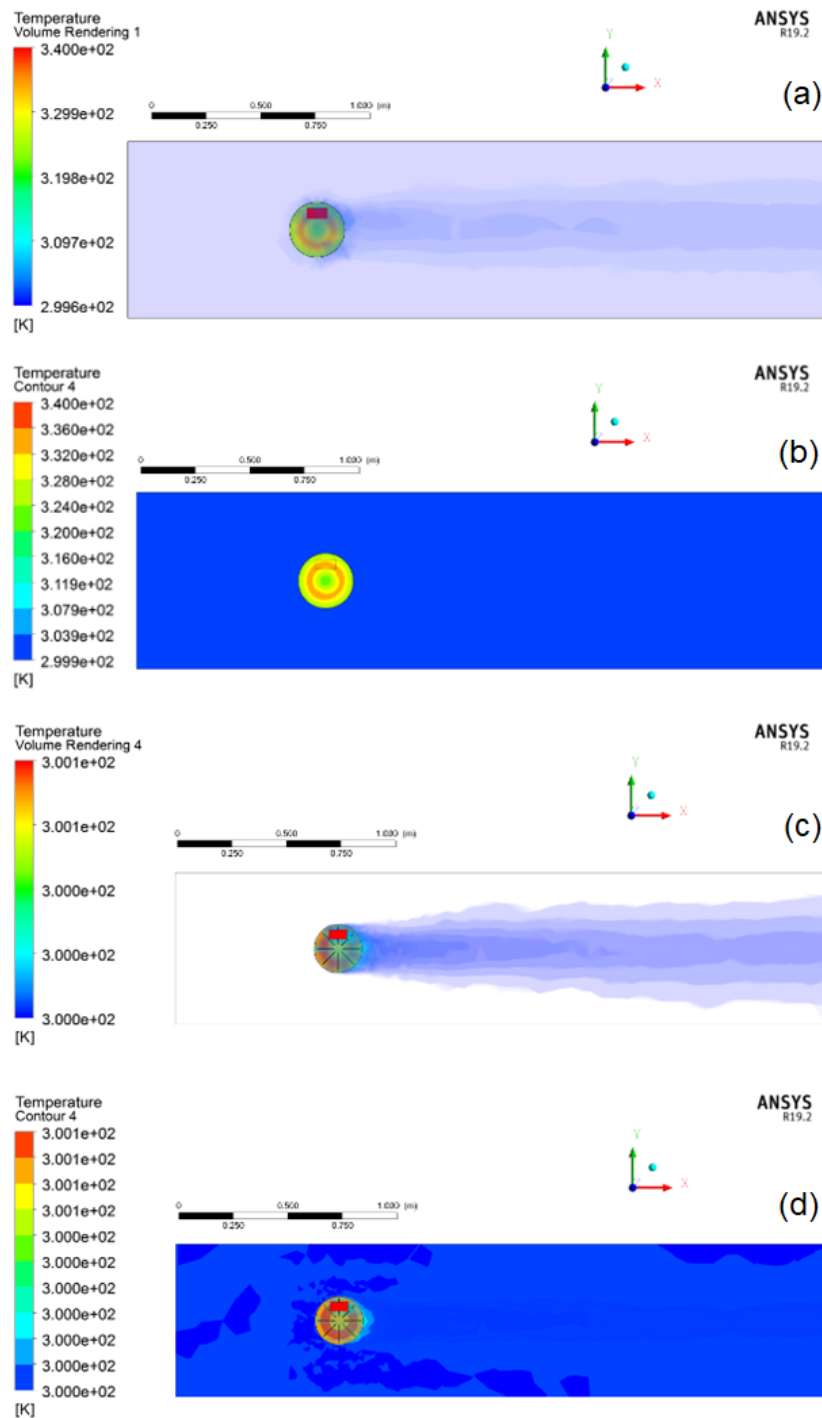 Temperature
Volume Rendering 1
ANSYS
R19.2
3.400e+02
3.299e+02
3.198e+02
3.097e+02
2.996e+02
[K]
Y
X
Z
(a)
0 0.500 1.000 (m)
0.250 0.750
Temperature
Contour 4
ANSYS
R19.2
3.400e+02
3.360e+02
3.320e+02
3.280e+02
3.240e+02
3.200e+02
3.160e+02
3.119e+02
3.079e+02
3.039e+02
2.999e+02
[K]
Y
X
Z
(b)
0 0.500 1.000 (m)
0.250 0.750
Temperature
Volume Rendering 4
ANSYS
R19.2
3.001e+02
3.001e+02
3.000e+02
3.000e+02
3.000e+02
[K]
Y
X
(c)
0 0.500 1.000 (m)
0.250 0.750
Temperature
Contour 4
ANSYS
R19.2
3.001e+02
3.001e+02
3.001e+02
3.001e+02
3.000e+02
3.000e+02
3.000e+02
3.000e+02
3.000e+02
3.000e+02
3.000e+02
[K]
Y
X
(d)
0 0.500 1.000 (m)
0.250 0.750